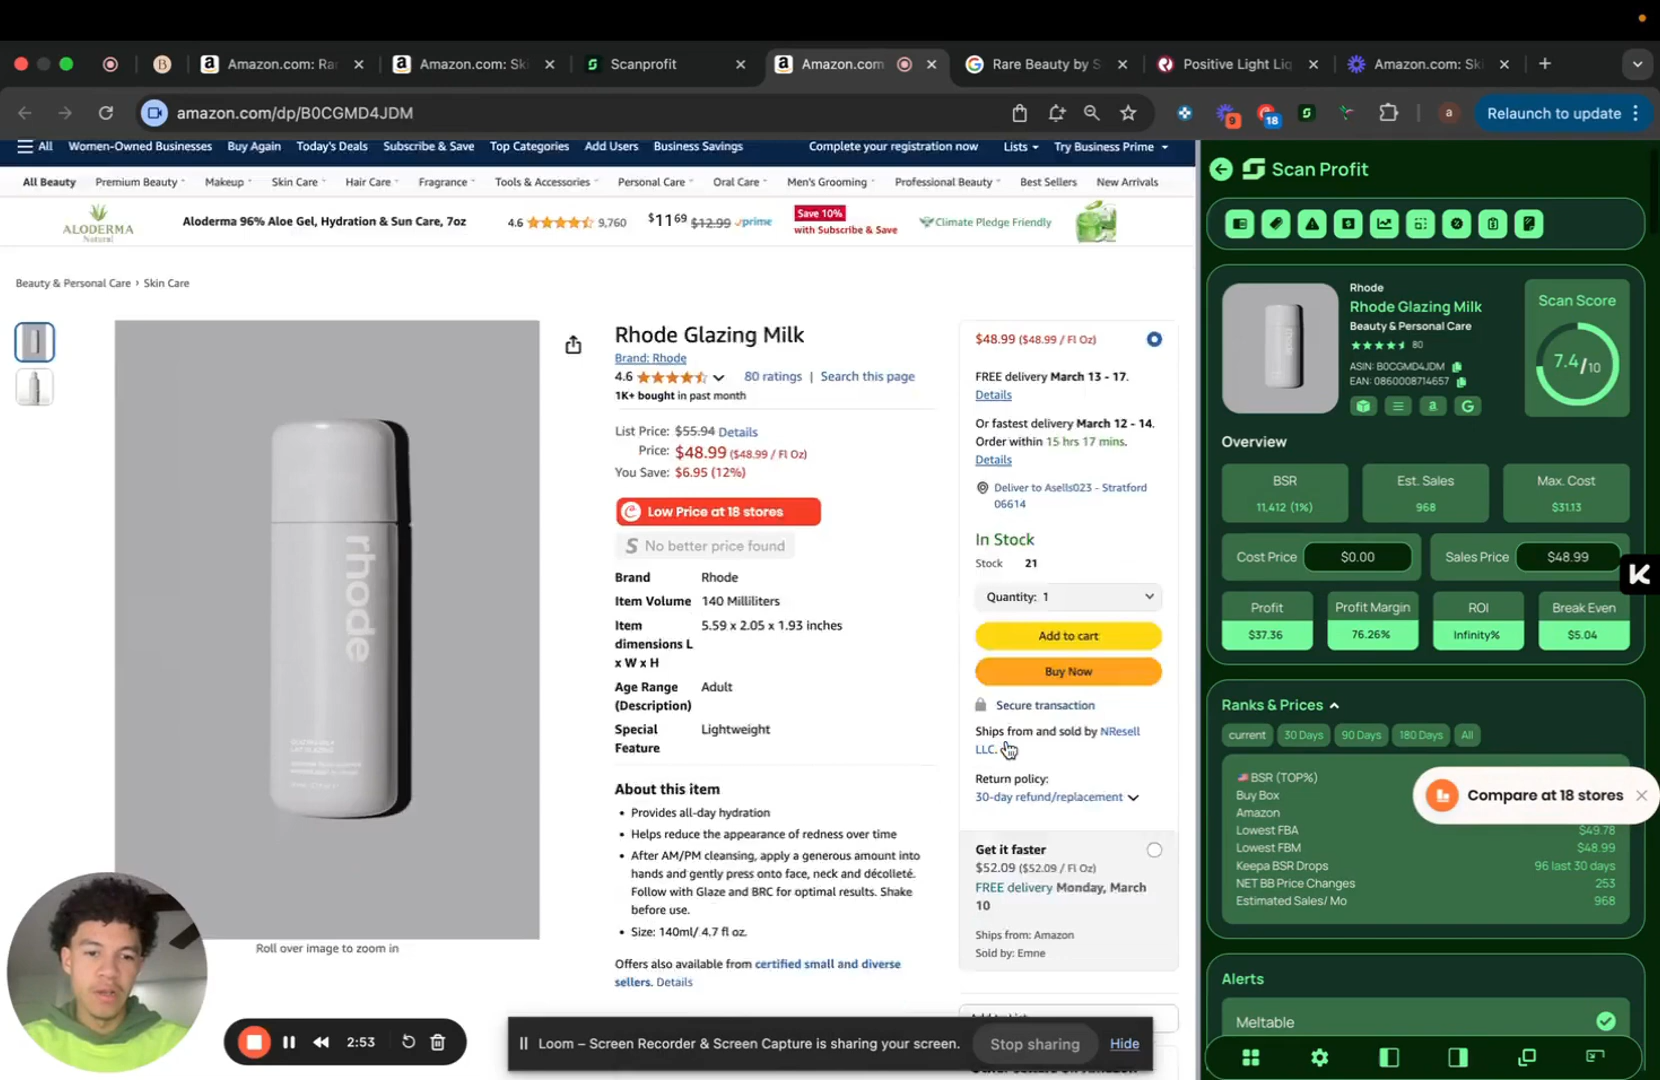 Amazon.com: Ra
Amazon.com: Ski
Scanprofit
Amazon.com
Rare Beauty by S
Positive Light Liq
Amazon.com: Ski
amazon.com/dp/B0CGMD4JDM
9
18
a
Relaunch to update
All
Women-Owned Businesses
Buy Again
Today's Deals
Subscribe & Save
Top Categories
Add Users
Business Savings
Complete your registration now
Lists
Try Business Prime
All Beauty
Premium Beauty
Makeup
Skin Care
Hair Care
Fragrance
Tools & Accessories
Personal Care
Oral Care
Men's Grooming
Professional Beauty
Best Sellers
New Arrivals
ALODERMA
Natural
Aloderma 96% Aloe Gel, Hydration & Sun Care, 7oz
4.6
9,760
$11 69 $12.99 prime
Save 10%
with Subscribe & Save
Climate Pledge Friendly
Beauty & Personal Care › Skin Care
rhode
Roll over image to zoom in
Rhode Glazing Milk
Brand: Rhode
4.6
80 ratings | Search this page
1K+ bought in past month
List Price: $55.94 Details
Price: $48.99 ($48.99 / Fl Oz)
You Save: $6.95 (12%)
Low Price at 18 stores
S No better price found
Brand Rhode
Item Volume 140 Milliliters
Item dimensions L x W x H 5.59 x 2.05 x 1.93 inches
Age Range (Description) Adult
Special Feature Lightweight
About this item
• Provides all-day hydration
• Helps reduce the appearance of redness over time
• After AM/PM cleansing, apply a generous amount into
hands and gently press onto face, neck and décolleté.
Follow with Glaze and BRC for optimal results. Shake
before use.
• Size: 140ml/ 4.7 fl oz.
Offers also available from certified small and diverse
sellers. Details
$48.99 ($48.99 / Fl Oz)
FREE delivery March 13 - 17.
Details
Or fastest delivery March 12 - 14.
Order within 15 hrs 17 mins.
Details
Deliver to Asells023 - Stratford
06614
In Stock
Stock 21
Quantity: 1
Add to cart
Buy Now
Secure transaction
Ships from and sold by NResell
LLC.
Return policy:
30-day refund/replacement
Get it faster
$52.09 ($52.09 / Fl Oz)
FREE delivery Monday, March
10
Ships from: Amazon
Sold by: Emne
Scan Profit
Rhode
Rhode Glazing Milk
Beauty & Personal Care
80
ASIN: B0CGMD4JDM
EAN: 0860008714657
Scan Score
7.4/10
Overview
BSR
11,412 (1%)
Est. Sales
968
Max. Cost
$31.13
Cost Price $0.00
Sales Price $48.99
Profit
$37.36
Profit Margin
76.26%
ROI
Infinity%
Break Even
$5.04
Ranks & Prices
current
30 Days
90 Days
180 Days
All
BSR (TOP%)
Buy Box
Amazon
Lowest FBA $49.78
Lowest FBM $48.99
Keepa BSR Drops 96 last 30 days
NET BB Price Changes 253
Estimated Sales/ Mo 968
Compare at 18 stores
Alerts
Meltable
2:53
Loom – Screen Recorder & Screen Capture is sharing your screen.
Stop sharing
Hide